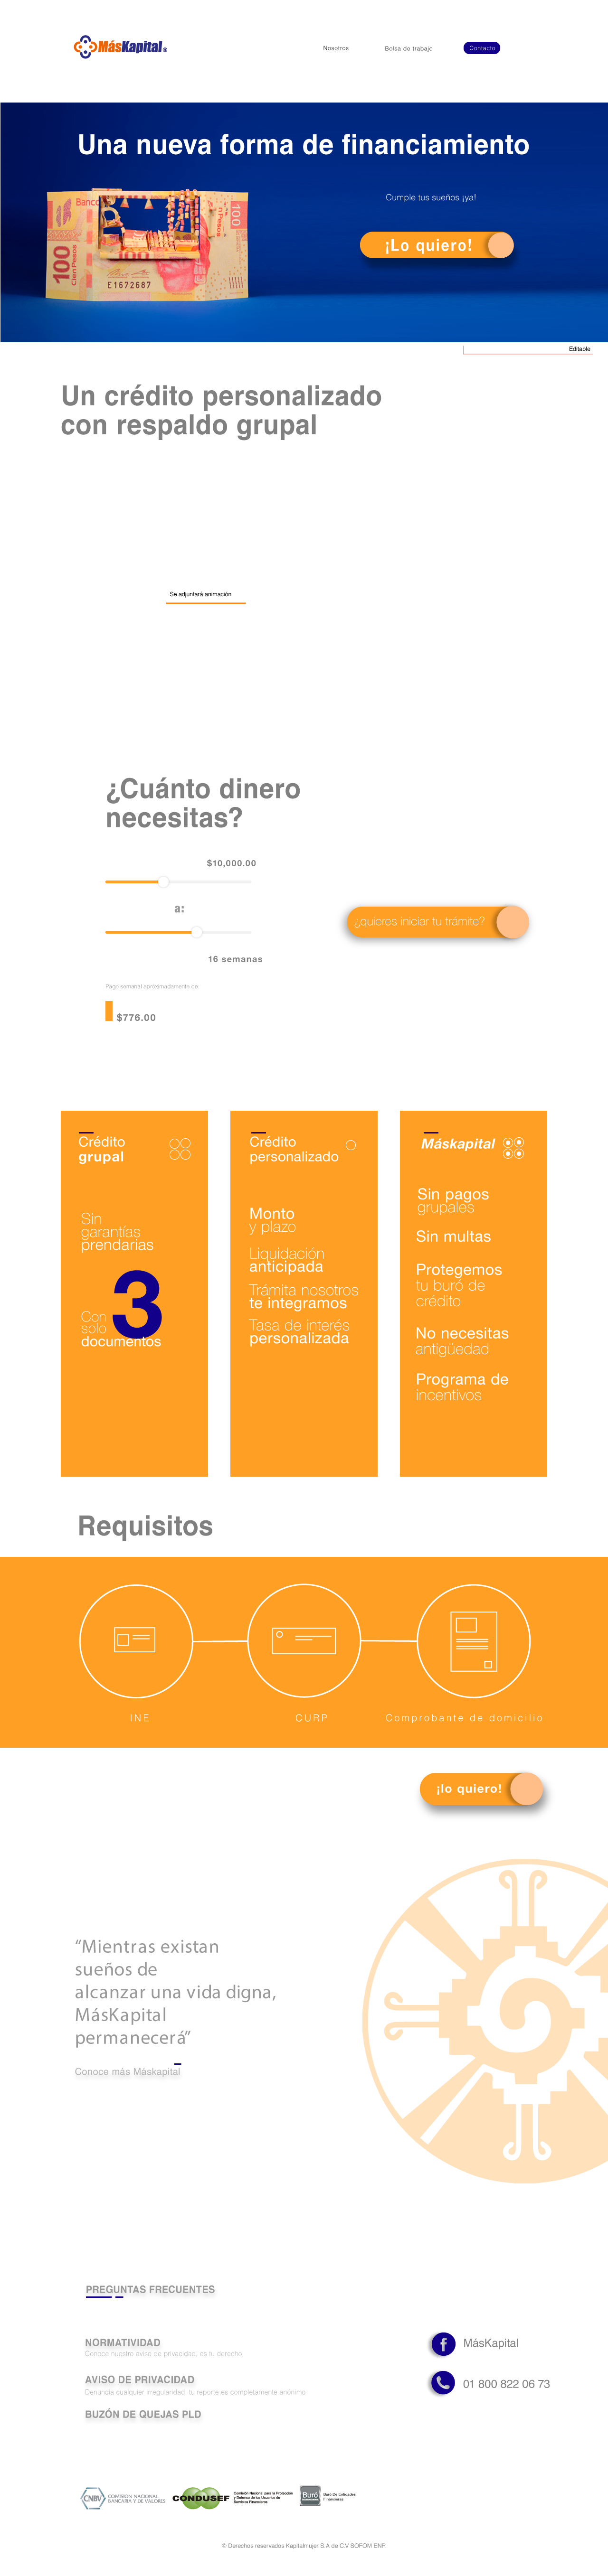 MásKapital®
Nosotros
Bolsa de trabajo
Contacto
Una nueva forma de financiamiento
Banco
100
Cien Pesos
100
E1672687
Cumple tus sueños ¡ya!
¡Lo quiero!
Editable
Un crédito personalizado
con respaldo grupal
Se adjuntará animación
¿Cuánto dinero
necesitas?
$10,000.00
a:
16 semanas
Pago semanal aproximadamente de:
$776.00
¿quieres iniciar tu trámite?
Crédito
grupal
Sin
garantías
prendarias
Con
solo
3
documentos
Crédito
personalizado
Monto
y plazo
Liquidación
anticipada
Trámita nosotros
te integramos
Tasa de interés
personalizada
Máskapital
Sin pagos
grupales
Sin multas
Protegemos
tu buró de
crédito
No necesitas
antigüedad
Programa de
incentivos
Requisitos
INE
CURP
Comprobante de domicilio
¡lo quiero!
“Mientras existan
sueños de
alcanzar una vida digna,
MásKapital
permanecerá”
Conoce más Máskapital
PREGUNTAS FRECUENTES
NORMATIVIDAD
Conoce nuestro aviso de privacidad, es tu derecho
AVISO DE PRIVACIDAD
Denuncia cualquier irregularidad, tu reporte es completamente anónimo
BUZÓN DE QUEJAS PLD
MásKapital
01 800 822 06 73
CNBV
COMISIÓN NACIONAL
BANCARIA Y DE VALORES
CONDUSEF
Comisión Nacional para la Protección
y Defensa de los Usuarios de
Servicios Financieros
Buró
Buró De Entidades
Financieras
© Derechos reservados Kapitalmujer S A de C.V SOFOM ENR